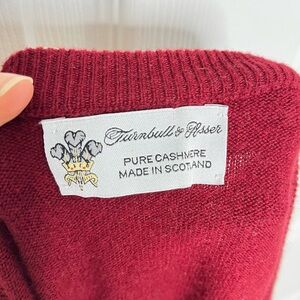 Turnbull & Asser
PURE CASHMERE
MADE IN SCOTLAND